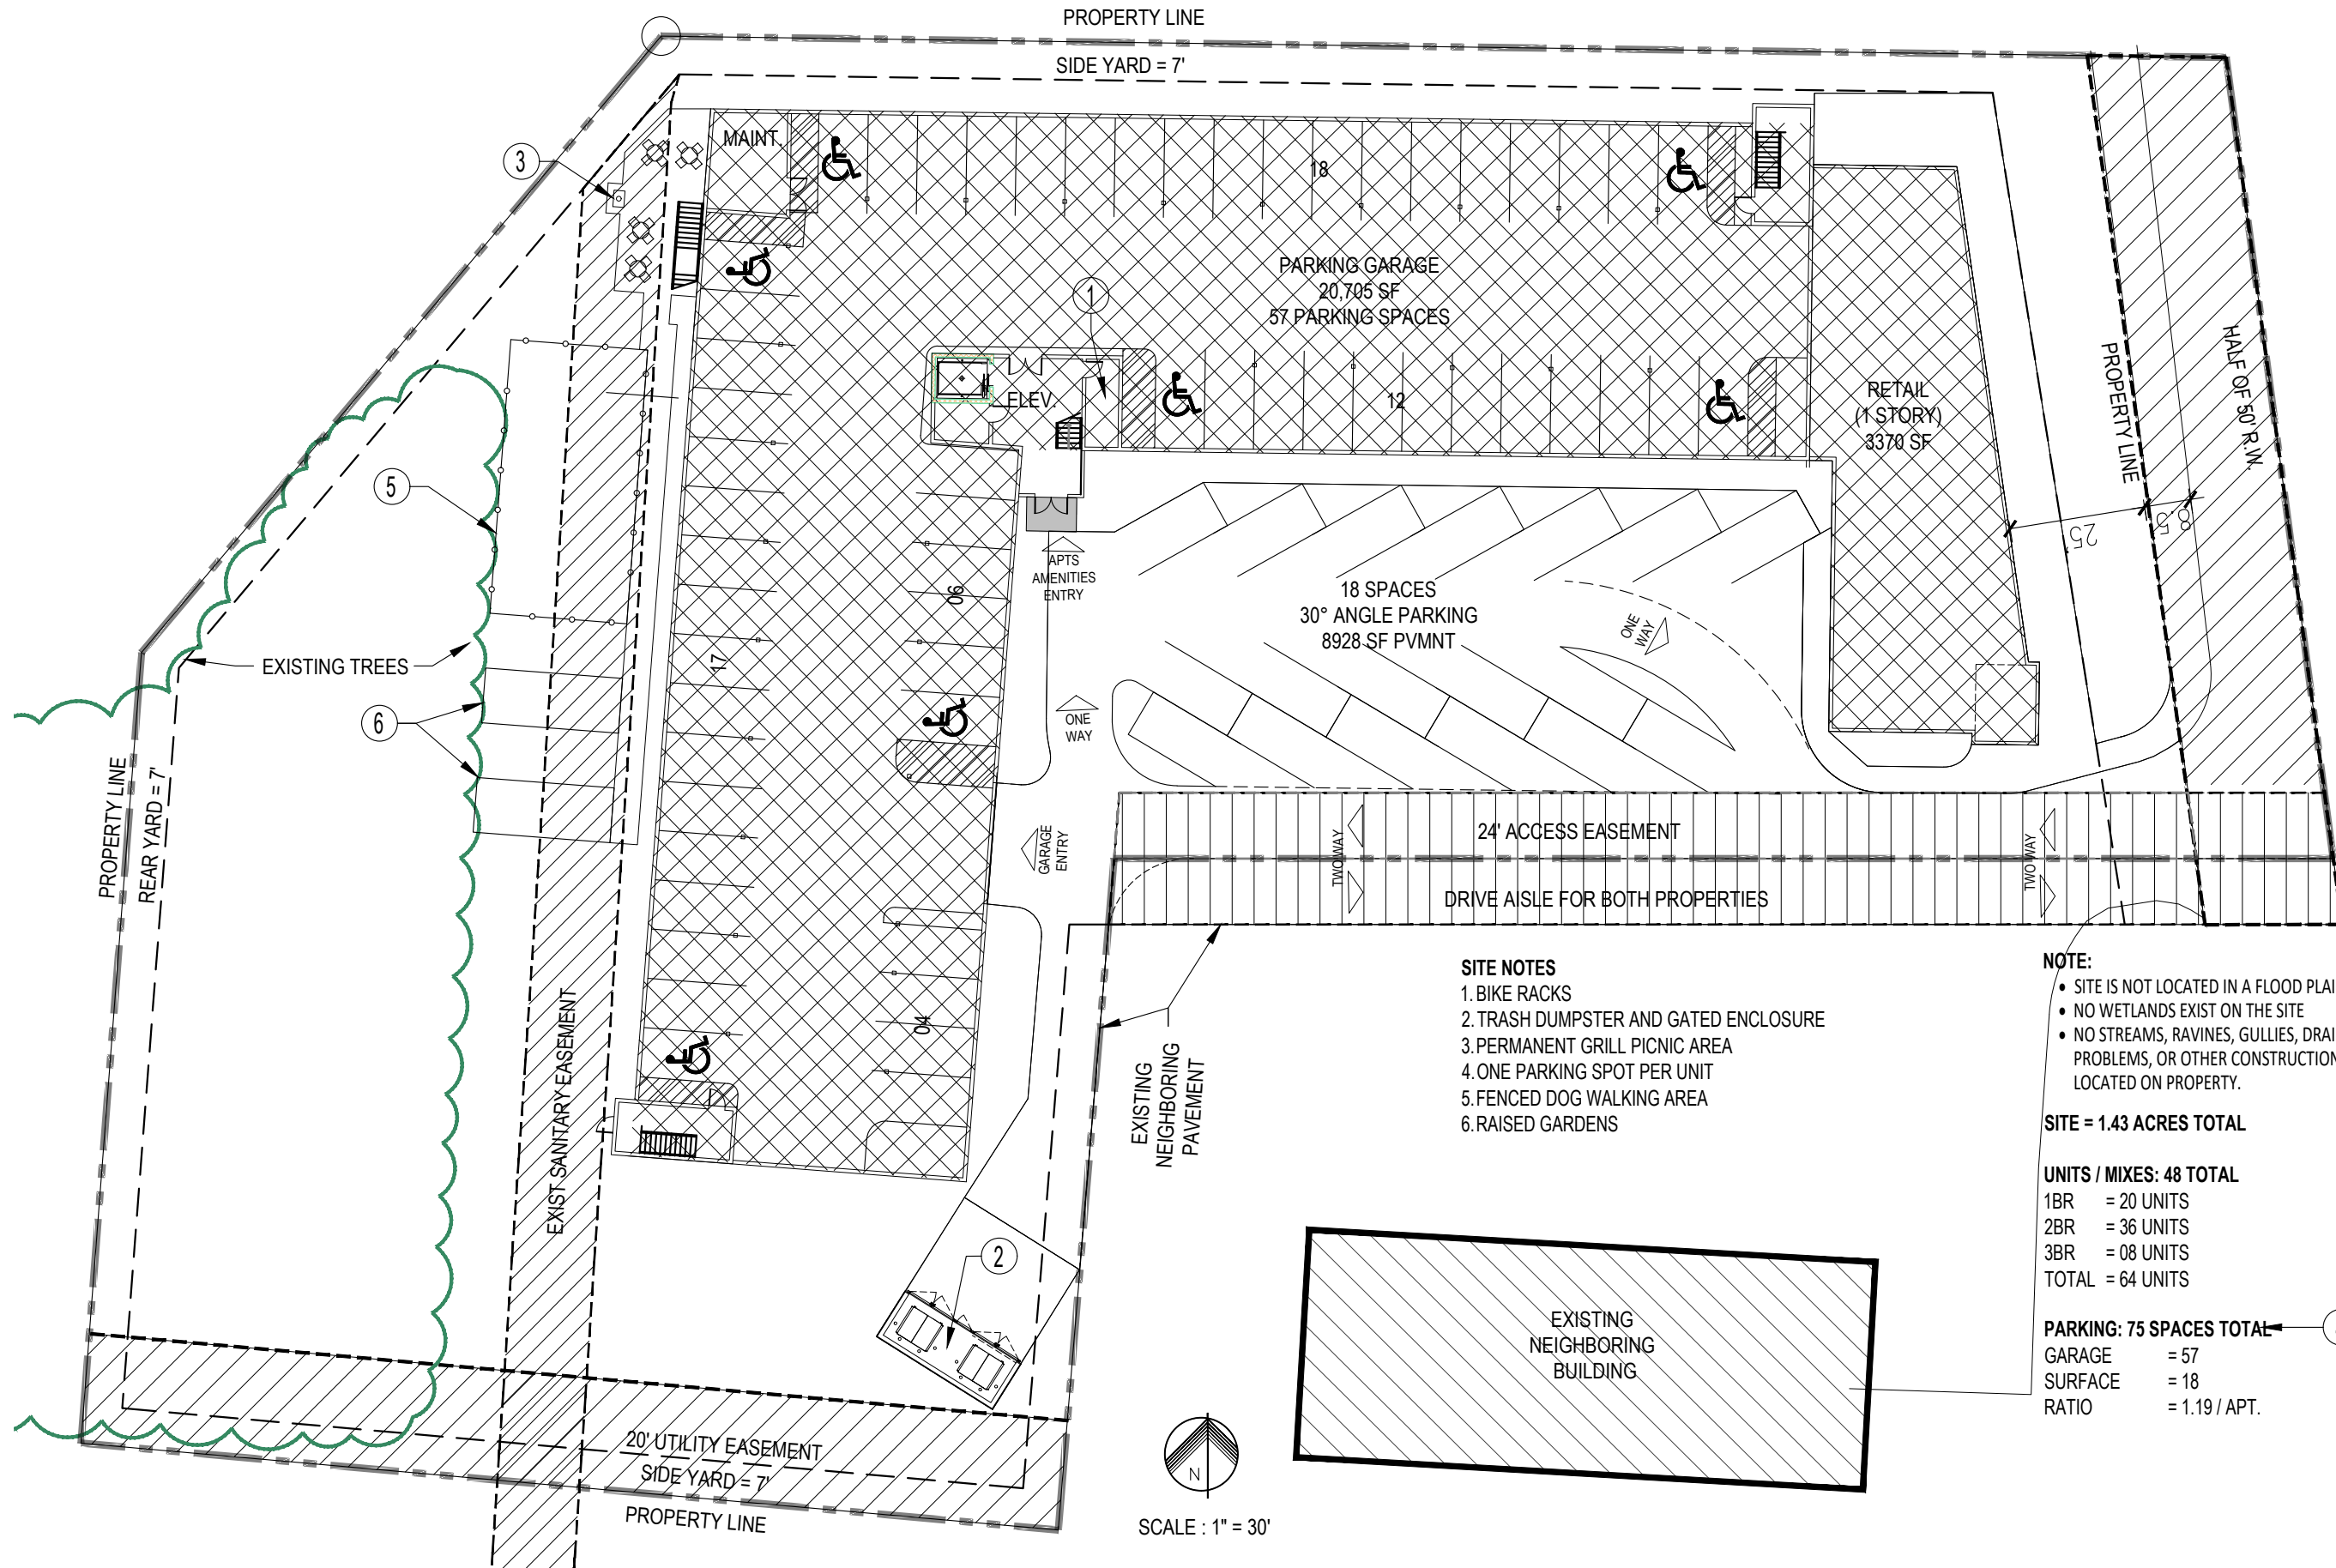 PROPERTY LINE
SIDE YARD = 7'
MAINT.
3
18
PARKING GARAGE
20,705 SF
57 PARKING SPACES
1
ELEV.
12
RETAIL
(1 STORY)
3370 SF
PROPERTY LINE
HALF OF 50' R.W.
25'
8.5'
5
APTS
AMENITIES
ENTRY
06
18 SPACES
30° ANGLE PARKING
8928 SF PVMNT
ONE
WAY
EXISTING TREES
17
6
ONE
WAY
PROPERTY LINE
REAR YARD = 7'
GARAGE
ENTRY
TWO WAY
24' ACCESS EASEMENT
TWO WAY
DRIVE AISLE FOR BOTH PROPERTIES
EXIST SANITARY EASEMENT
04
EXISTING
NEIGHBORING
PAVEMENT
SITE NOTES
1. BIKE RACKS
2. TRASH DUMPSTER AND GATED ENCLOSURE
3. PERMANENT GRILL PICNIC AREA
4. ONE PARKING SPOT PER UNIT
5. FENCED DOG WALKING AREA
6. RAISED GARDENS
NOTE:
• SITE IS NOT LOCATED IN A FLOOD PLAI
• NO WETLANDS EXIST ON THE SITE
• NO STREAMS, RAVINES, GULLIES, DRAI
PROBLEMS, OR OTHER CONSTRUCTION
LOCATED ON PROPERTY.
SITE = 1.43 ACRES TOTAL
UNITS / MIXES: 48 TOTAL
1BR = 20 UNITS
2BR = 36 UNITS
3BR = 08 UNITS
TOTAL = 64 UNITS
PARKING: 75 SPACES TOTAL
GARAGE = 57
SURFACE = 18
RATIO = 1.19 / APT.
2
EXISTING
NEIGHBORING
BUILDING
20' UTILITY EASEMENT
SIDE YARD = 7'
PROPERTY LINE
N
SCALE : 1" = 30'